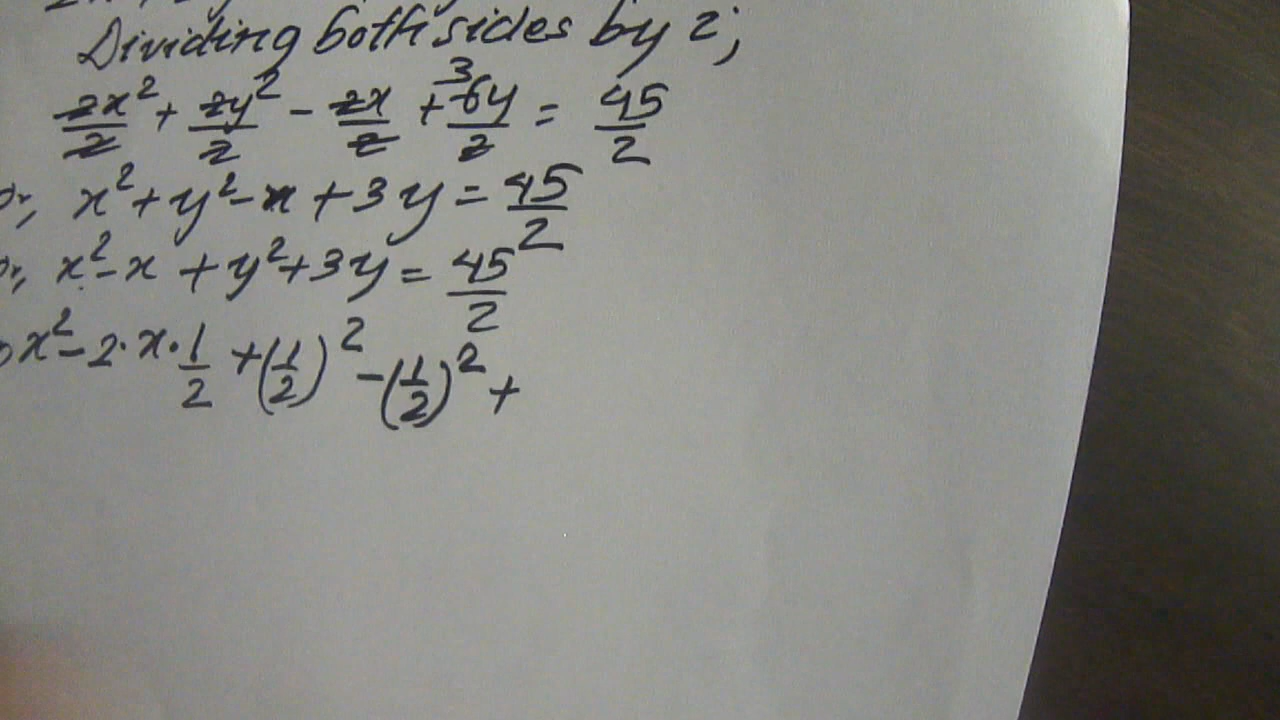 Dividing both sides by 2;
2x²/2 + 2y²/2 - 2x/2 + 3 6y/2 = 45/2
or, x² + y² - x + 3y = 45/2
or, x² - x + y² + 3y = 45/2
x² - 2·x·1/2 + (1/2)² - (1/2)² +